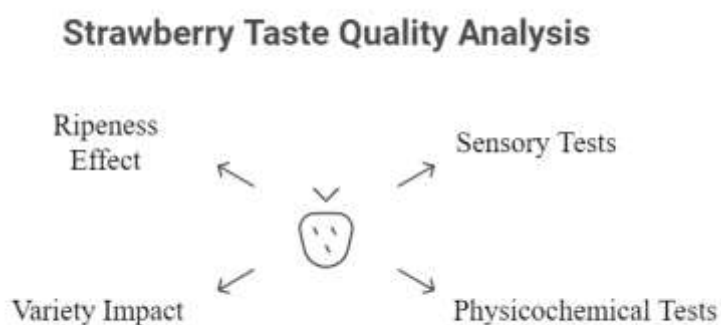 Strawberry Taste Quality Analysis
Ripeness
Effect
Sensory Tests
Variety Impact
Physicochemical Tests